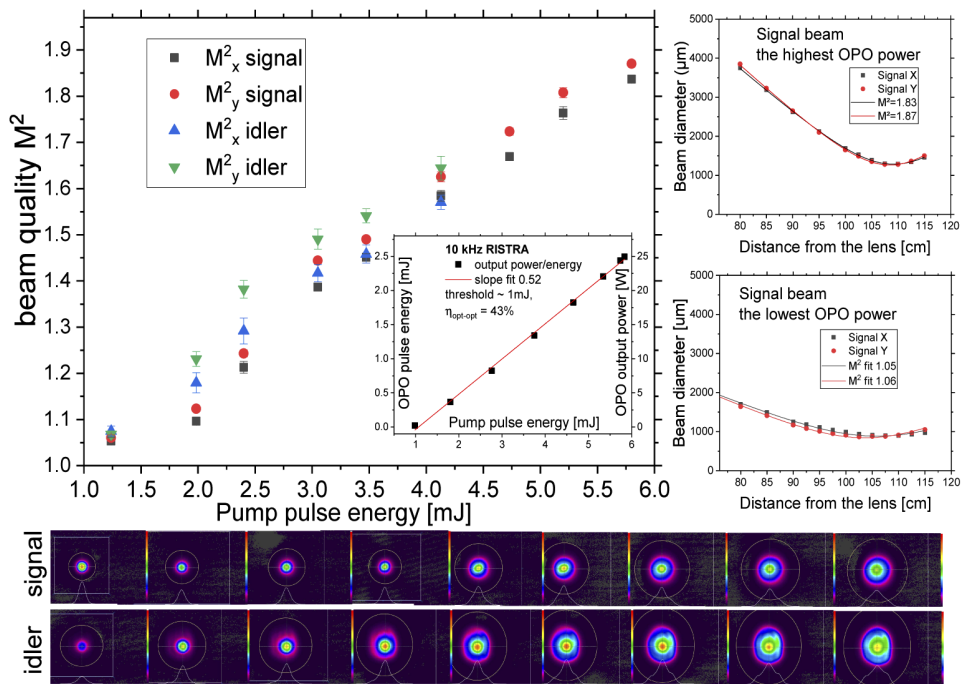 beam quality M²
1.9
1.8
1.7
1.6
1.5
1.4
1.3
1.2
1.1
1.0
M²x signal
M²y signal
M²x idler
M²y idler
1.0 1.5 2.0 2.5 3.0 3.5 4.0 4.5 5.0 5.5 6.0
Pump pulse energy [mJ]
OPO pulse energy [mJ]
2.5
2.0
1.5
1.0
0.5
0.0
10 kHz RISTRA
output power/energy
slope fit 0.52
threshold ~ 1mJ,
ηopt-opt = 43%
25
20
15
10
5
0
OPO output power [W]
Pump pulse energy [mJ]
1 2 3 4 5 6
Beam diameter (µm)
5000
4000
3000
2000
1000
0
Signal beam
the highest OPO power
Signal X
Signal Y
M²=1.83
M²=1.87
80 85 90 95 100 105 110 115 120
Distance from the lens [cm]
Beam diameter [um]
5000
4000
3000
2000
1000
0
Signal beam
the lowest OPO power
Signal X
Signal Y
M² fit 1.05
M² fit 1.06
80 85 90 95 100 105 110 115 120
Distance from the lens [cm]
signal
idler